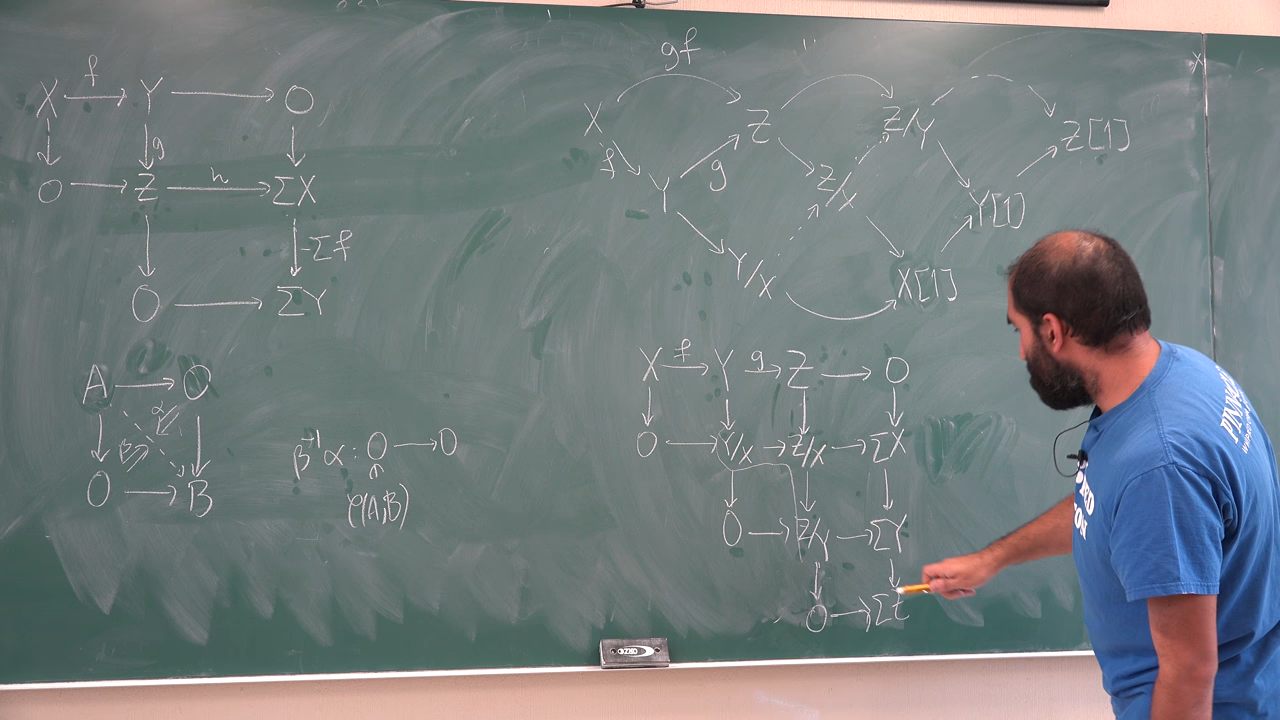 X f Y 0
g
0 Z h ΣX
-Σf
0 ΣY
A 0
α
β
0 B
β⁻¹α: 0 → 0
𝒞(A,B)
gf
X Z Z/Y Z[1]
f Y g Z/X Y[1]
Y/X X[1]
X f Y g Z 0
0 Y/X Z/X ΣX
0 Z/Y ΣY
0 ΣZ